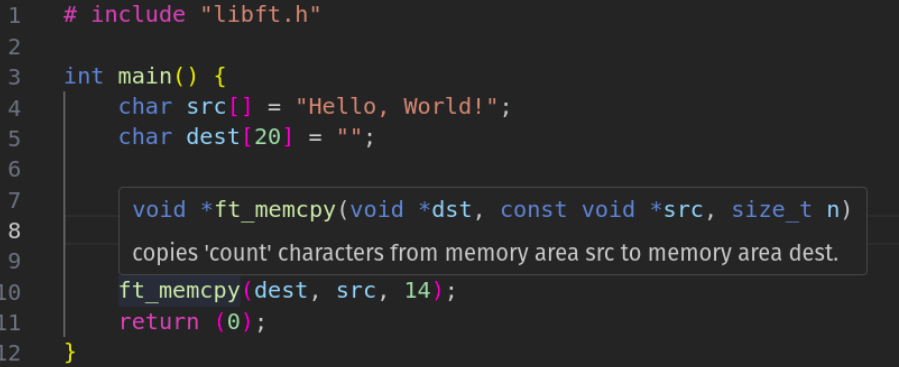 1 # include "libft.h"
2
3 int main() {
4 char src[] = "Hello, World!";
5 char dest[20] = "";
6
7 void *ft_memcpy(void *dst, const void *src, size_t n)
8
9 copies 'count' characters from memory area src to memory area dest.
10 ft_memcpy(dest, src, 14);
11 return (0);
12 }